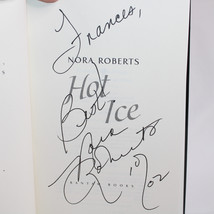 Frances,
NORA ROBERTS
Hot
Ice
Best
Nora
Roberts
10/02
BANTAM BOOKS